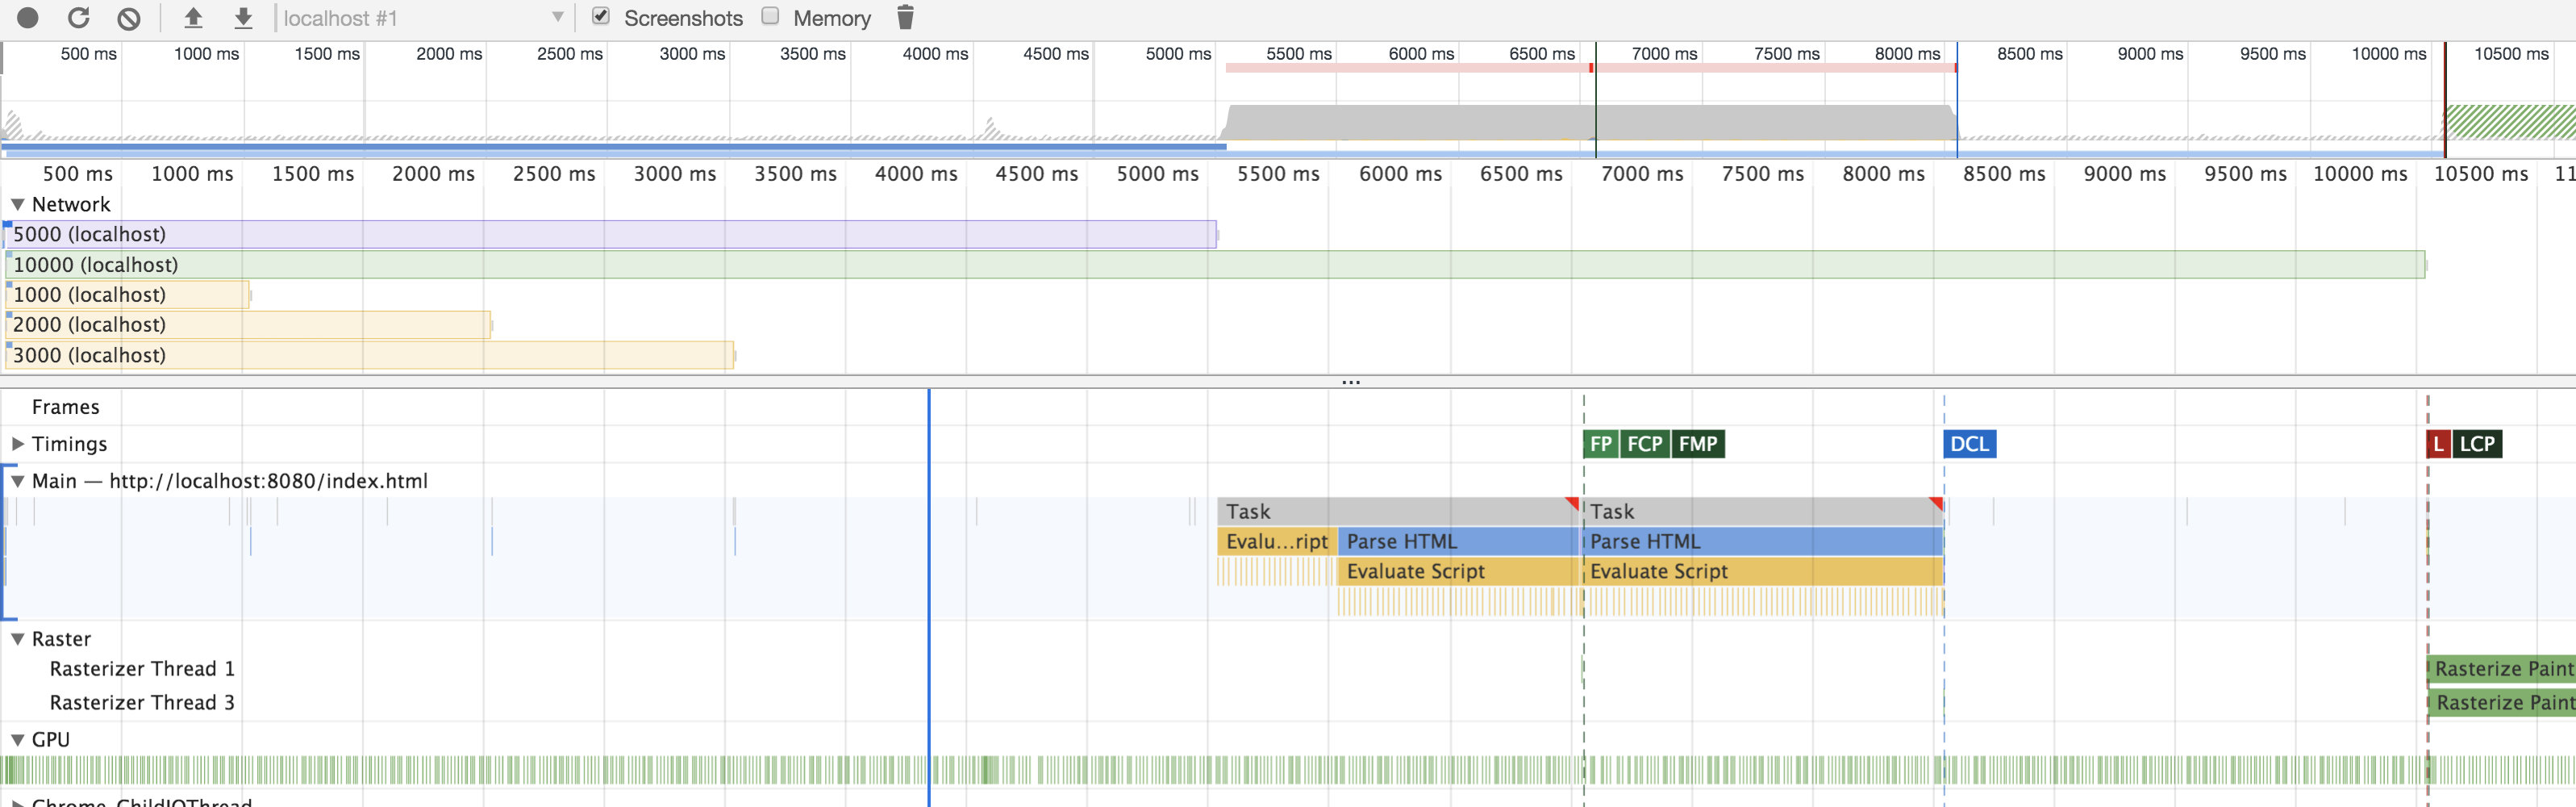 localhost #1 Screenshots Memory
500 ms 1000 ms 1500 ms 2000 ms 2500 ms 3000 ms 3500 ms 4000 ms 4500 ms 5000 ms 5500 ms 6000 ms 6500 ms 7000 ms 7500 ms 8000 ms 8500 ms 9000 ms 9500 ms 10000 ms 10500 ms
500 ms 1000 ms 1500 ms 2000 ms 2500 ms 3000 ms 3500 ms 4000 ms 4500 ms 5000 ms 5500 ms 6000 ms 6500 ms 7000 ms 7500 ms 8000 ms 8500 ms 9000 ms 9500 ms 10000 ms 10500 ms 11
Network
5000 (localhost)
10000 (localhost)
1000 (localhost)
2000 (localhost)
3000 (localhost)
...
Frames
Timings FP FCP FMP DCL L LCP
Main — http://localhost:8080/index.html
Task Task
Evalu...ript Parse HTML Parse HTML
Evaluate Script Evaluate Script
Raster
Rasterizer Thread 1 Rasterize Paint
Rasterizer Thread 3 Rasterize Paint
GPU
Chrome_ChildIOThread